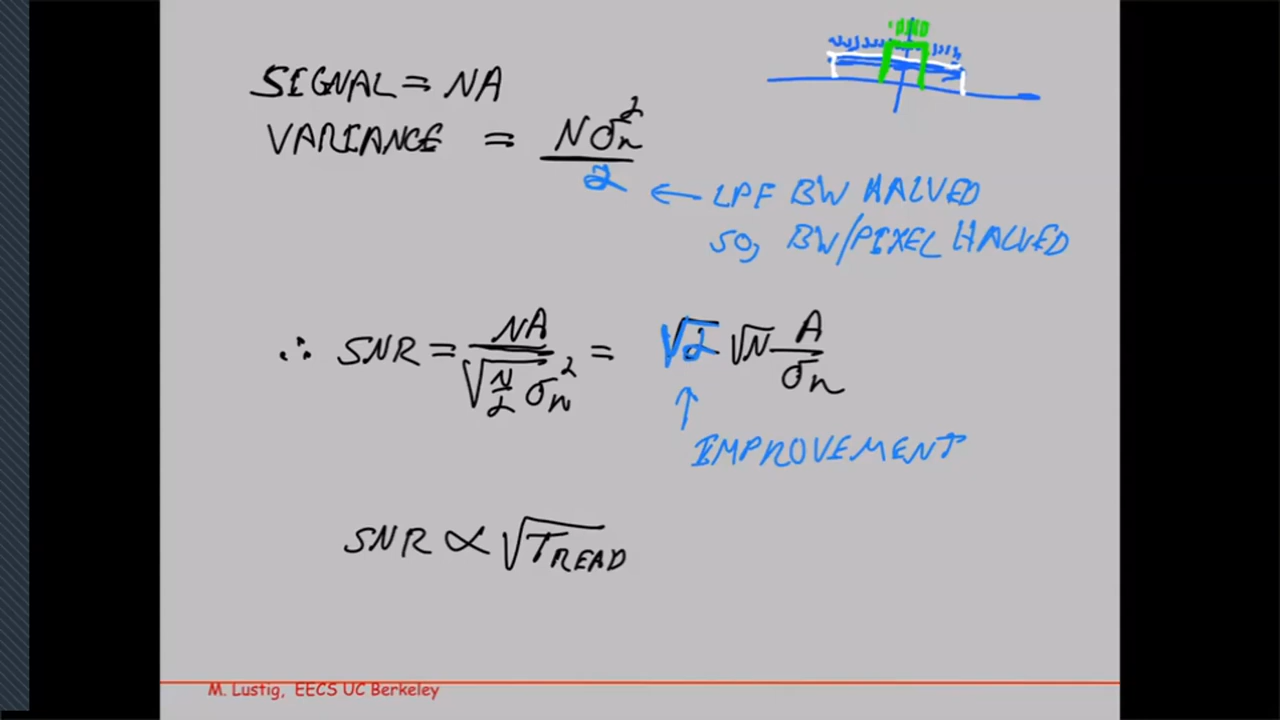 SIGNAL = NA
VARIANCE = Nσn² / 2 ← LPF BW HALVED
SO, BW/PIXEL HALVED
∴ SNR = NA / √(N/2 σn²) = √2 √N A/σn
↑
IMPROVEMENT
SNR ∝ √TREAD
M. Lustig, EECS UC Berkeley